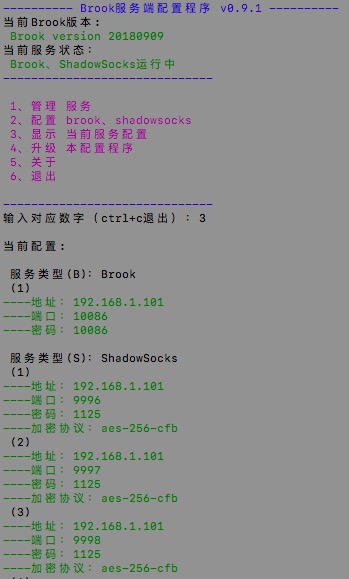 ---------- Brook服务端配置程序 v0.9.1 ----------
当前Brook版本:
Brook version 20180909
当前服务状态:
Brook、ShadowSocks运行中
------------------------------
1、管理 服务
2、配置 brook、shadowsocks
3、显示 当前服务配置
4、升级 本配置程序
5、关于
6、退出
------------------------------
输入对应数字 (ctrl+c退出) : 3
当前配置:
服务类型(B): Brook
(1)
----地址: 192.168.1.101
----端口: 10086
----密码: 10086
服务类型(S): ShadowSocks
(1)
----地址: 192.168.1.101
----端口: 9996
----密码: 1125
----加密协议: aes-256-cfb
(2)
----地址: 192.168.1.101
----端口: 9997
----密码: 1125
----加密协议: aes-256-cfb
(3)
----地址: 192.168.1.101
----端口: 9998
----密码: 1125
----加密协议: aes-256-cfb